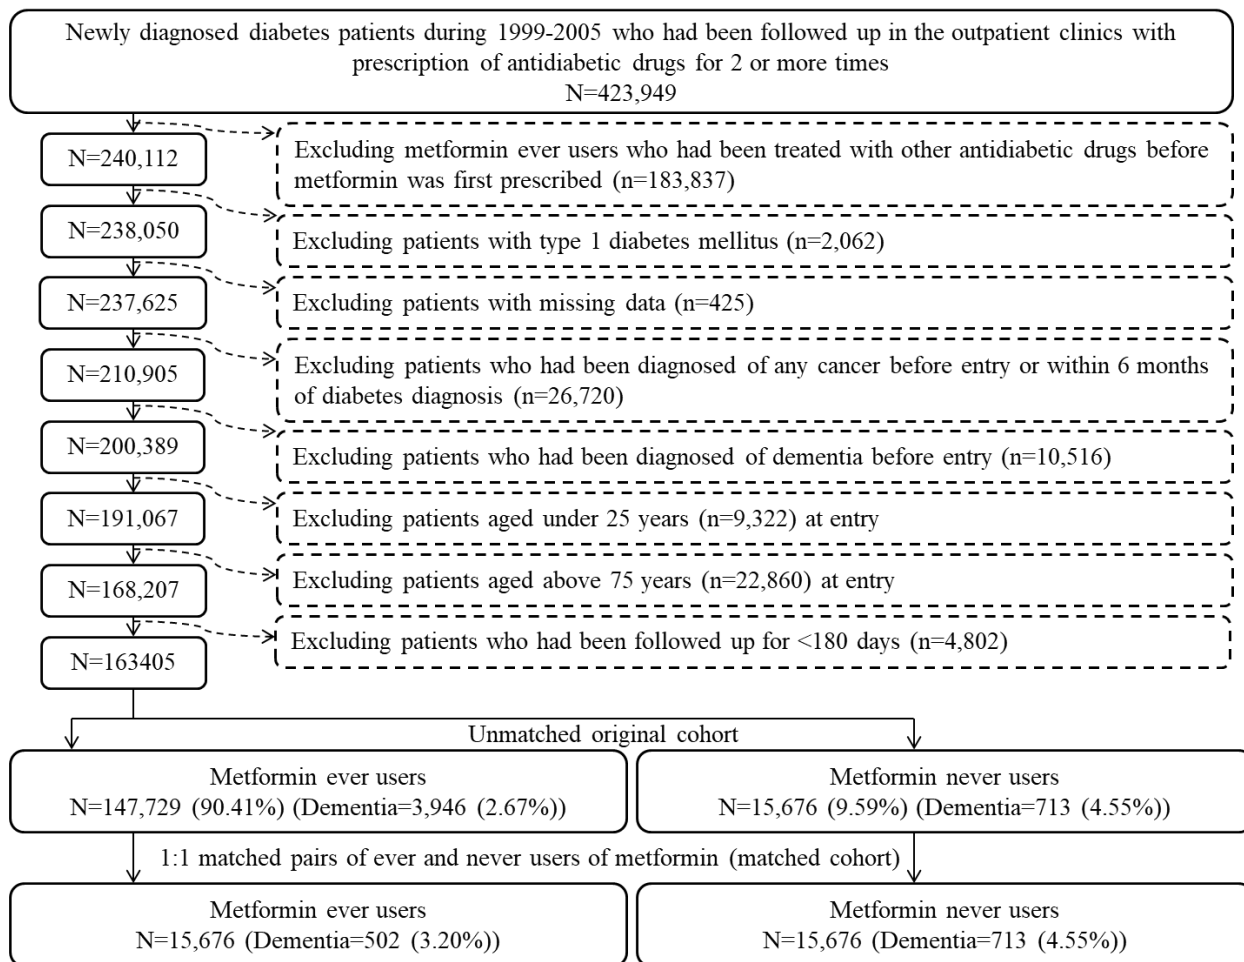 Newly diagnosed diabetes patients during 1999-2005 who had been followed up in the outpatient clinics with
prescription of antidiabetic drugs for 2 or more times
N=423,949
Excluding metformin ever users who had been treated with other antidiabetic drugs before
metformin was first prescribed (n=183,837)
N=240,112
Excluding patients with type 1 diabetes mellitus (n=2,062)
N=238,050
Excluding patients with missing data (n=425)
N=237,625
Excluding patients who had been diagnosed of any cancer before entry or within 6 months
of diabetes diagnosis (n=26,720)
N=210,905
Excluding patients who had been diagnosed of dementia before entry (n=10,516)
N=200,389
Excluding patients aged under 25 years (n=9,322) at entry
N=191,067
Excluding patients aged above 75 years (n=22,860) at entry
N=168,207
Excluding patients who had been followed up for <180 days (n=4,802)
N=163405
Unmatched original cohort
Metformin ever users
N=147,729 (90.41%) (Dementia=3,946 (2.67%))
Metformin never users
N=15,676 (9.59%) (Dementia=713 (4.55%))
1:1 matched pairs of ever and never users of metformin (matched cohort)
Metformin ever users
N=15,676 (Dementia=502 (3.20%))
Metformin never users
N=15,676 (Dementia=713 (4.55%))